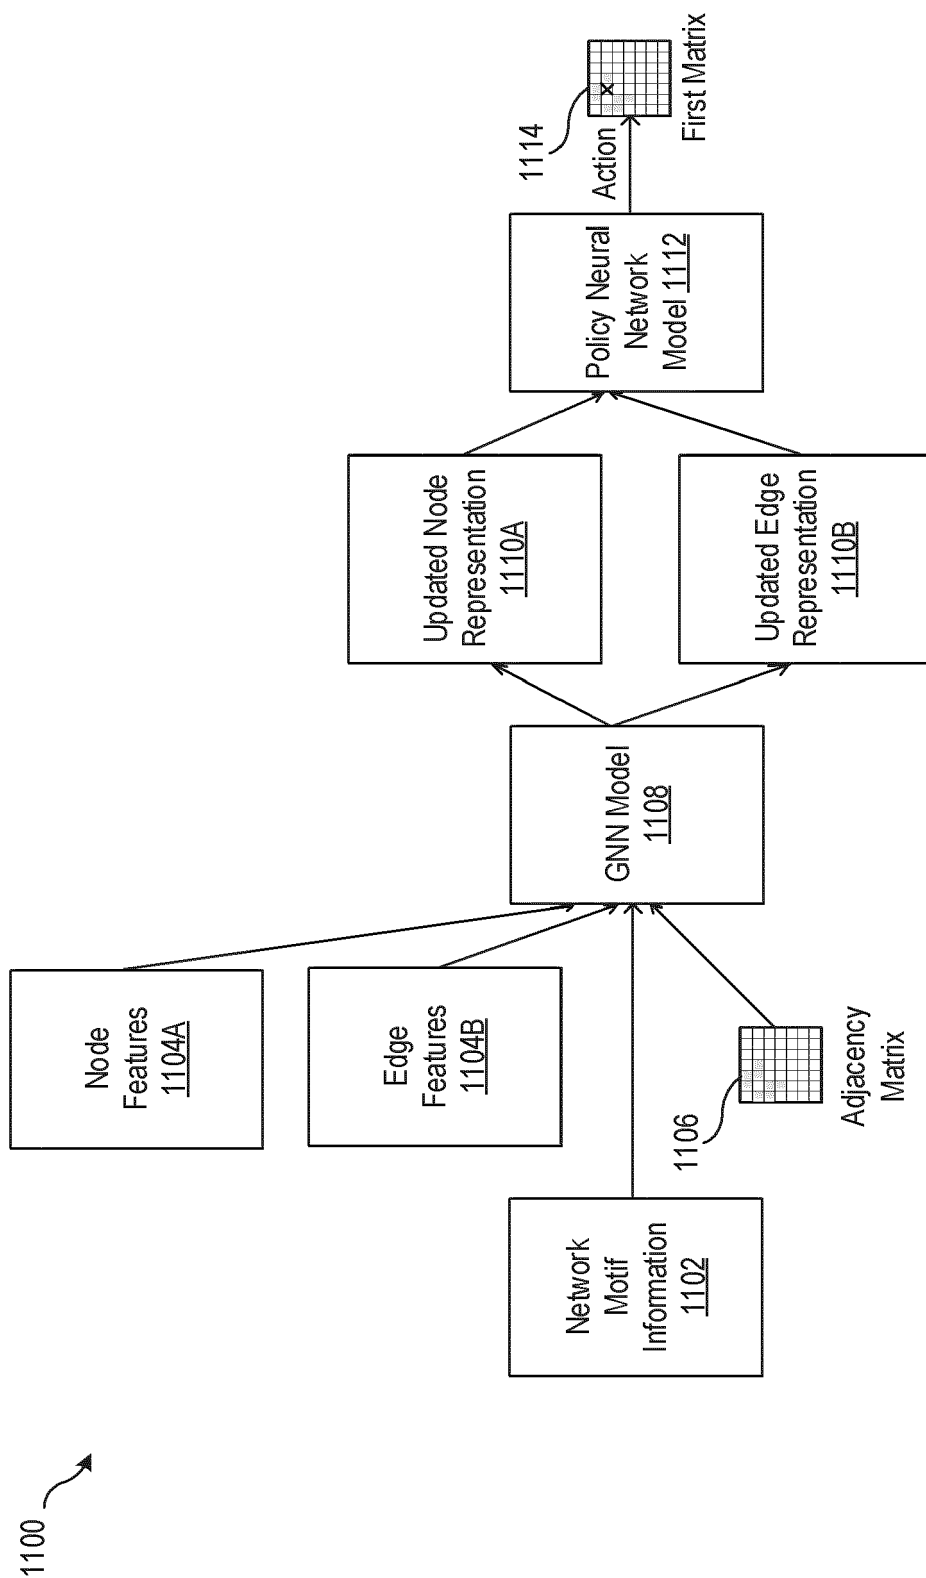 1100
Node
Features
1104A
Edge
Features
1104B
Network
Motif
Information
1102
1106
Adjacency
Matrix
GNN Model
1108
Updated Node
Representation
1110A
Updated Edge
Representation
1110B
Policy Neural
Network
Model 1112
Action
1114
First Matrix